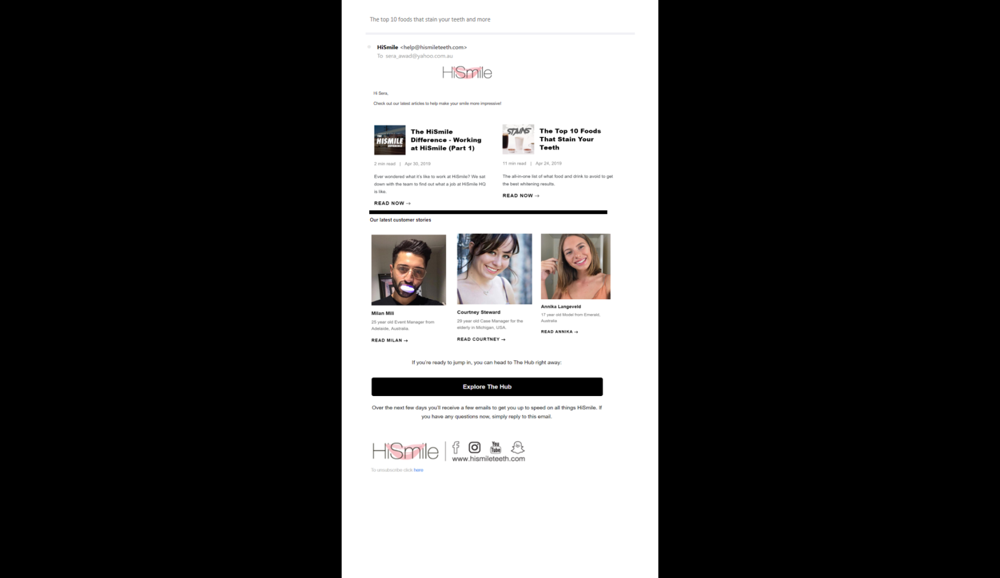 The top 10 foods that stain your teeth and more
HiSmile <help@hismileteeth.com>
To sera_awad@yahoo.com.au
HiSmile
Hi Sera,
Check out our latest articles to help make your smile more impressive!
THE
HISMILE
DIFFERENCE
The HiSmile
Difference - Working
at HiSmile (Part 1)
2 min read | Apr 30, 2019
Ever wondered what it's like to work at HiSmile? We sat
down with the team to find out what a job at HiSmile HQ
is like.
READ NOW →
STAINS
The Top 10 Foods
That Stain Your
Teeth
11 min read | Apr 24, 2019
The all-in-one list of what food and drink to avoid to get
the best whitening results.
READ NOW →
Our latest customer stories
Milan Mili
25 year old Event Manager from
Adelaide, Australia.
READ MILAN →
Courtney Steward
29 year old Case Manager for the
elderly in Michigan, USA.
READ COURTNEY →
Annika Langeveld
17 year old Model from Emerald,
Australia
READ ANNIKA →
If you're ready to jump in, you can head to The Hub right away:
Explore The Hub
Over the next few days you'll receive a few emails to get you up to speed on all things HiSmile. If
you have any questions now, simply reply to this email.
HiSmile
You
Tube
www.hismileteeth.com
To unsubscribe click here